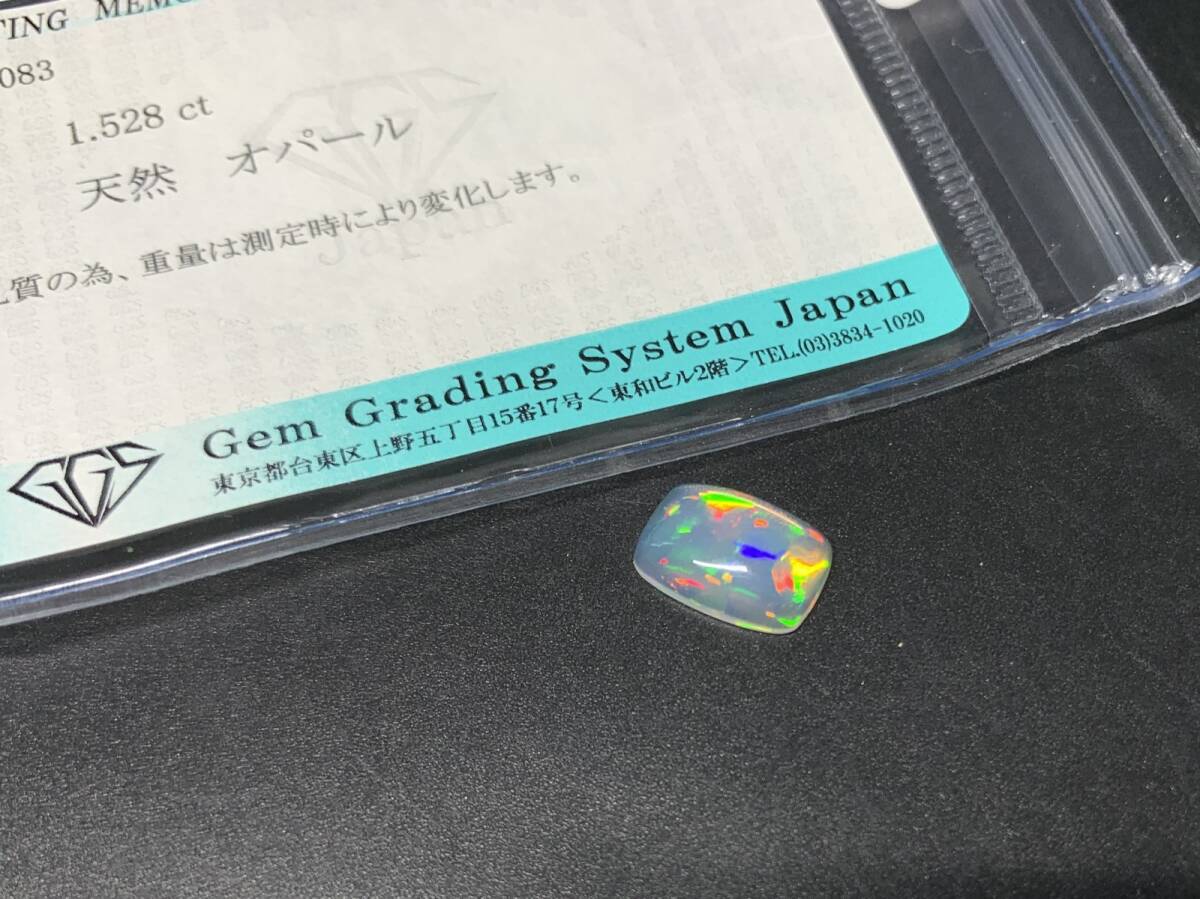 TING MEMO
083
1.528 ct
天然 オパール
質の為、重量は測定時により変化します。
Japan
Gem Grading System Japan
東京都台東区上野五丁目15番17号＜東和ビル2階＞TEL.(03)3834-1020
GGS